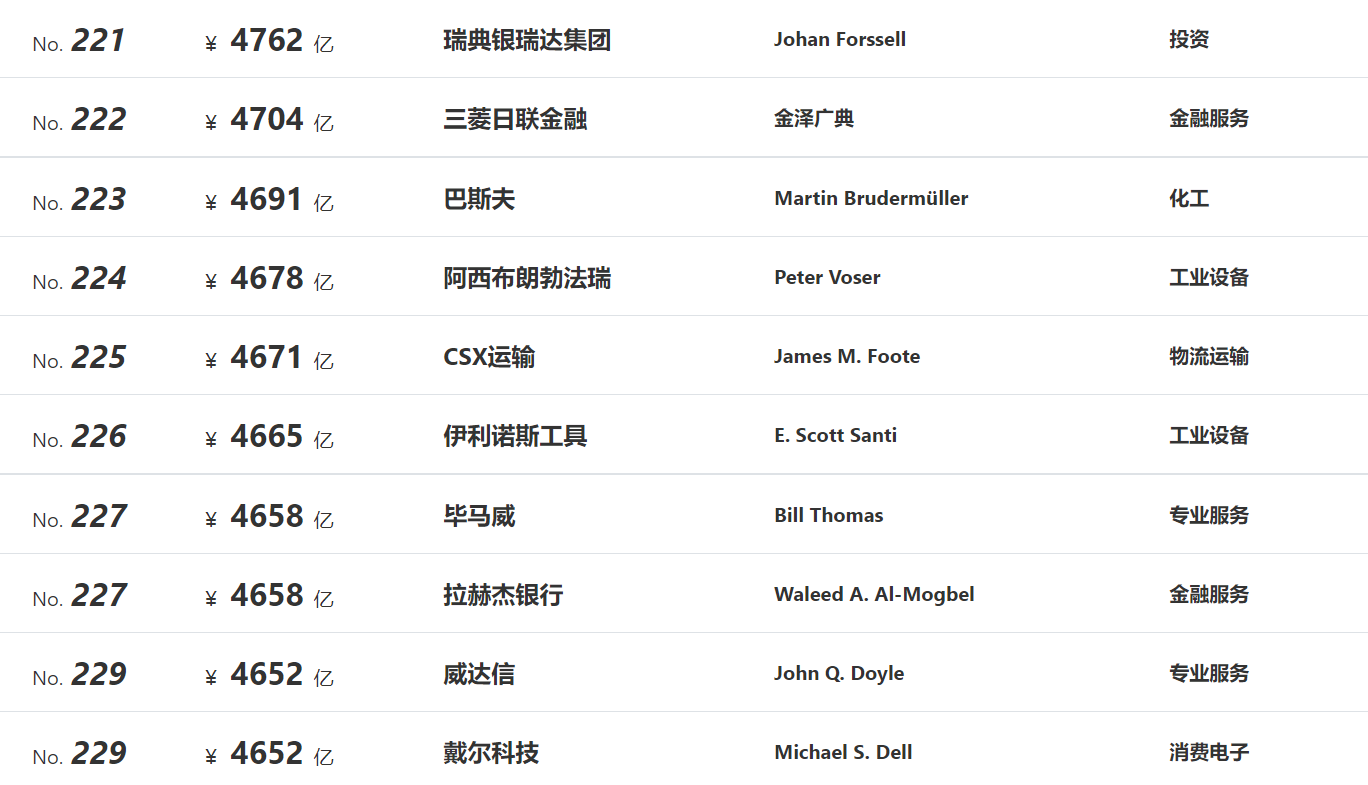 No. 221 ¥ 4762 亿 瑞典银瑞达集团 Johan Forssell 投资
No. 222 ¥ 4704 亿 三菱日联金融 金泽广典 金融服务
No. 223 ¥ 4691 亿 巴斯夫 Martin Brudermüller 化工
No. 224 ¥ 4678 亿 阿西布朗勃法瑞 Peter Voser 工业设备
No. 225 ¥ 4671 亿 CSX运输 James M. Foote 物流运输
No. 226 ¥ 4665 亿 伊利诺斯工具 E. Scott Santi 工业设备
No. 227 ¥ 4658 亿 毕马威 Bill Thomas 专业服务
No. 227 ¥ 4658 亿 拉赫杰银行 Waleed A. Al-Mogbel 金融服务
No. 229 ¥ 4652 亿 威达信 John Q. Doyle 专业服务
No. 229 ¥ 4652 亿 戴尔科技 Michael S. Dell 消费电子